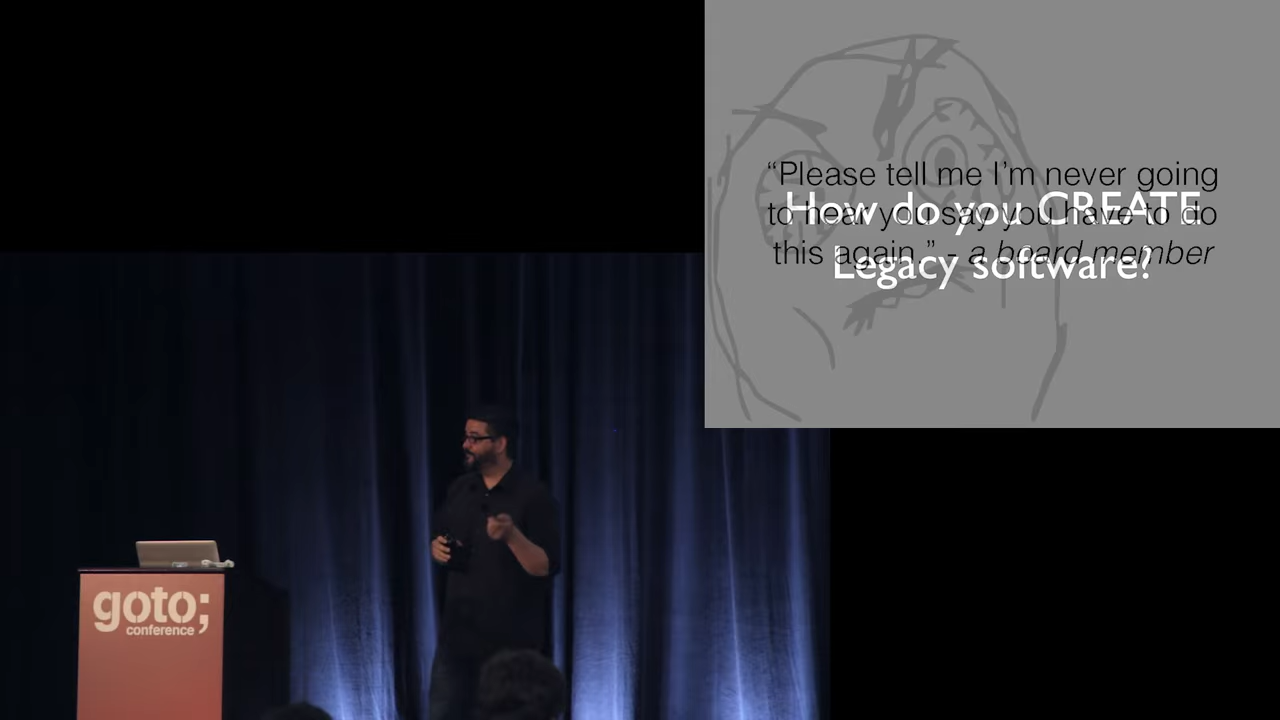 “Please tell me I’m never going
to hear you say you have to do
this again.” - a board member
How do you CREATE
Legacy software?
goto;
conference